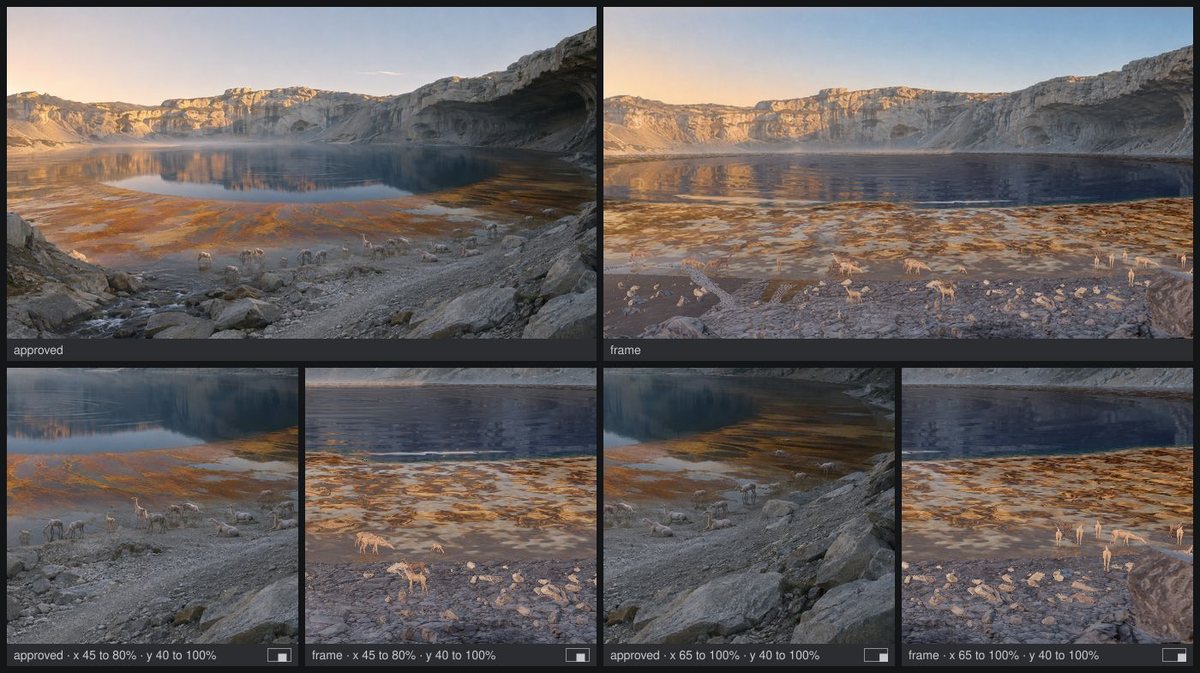 approved
frame
approved · x 45 to 80% · y 40 to 100%
frame · x 45 to 80% · y 40 to 100%
approved · x 65 to 100% · y 40 to 100%
frame · x 65 to 100% · y 40 to 100%